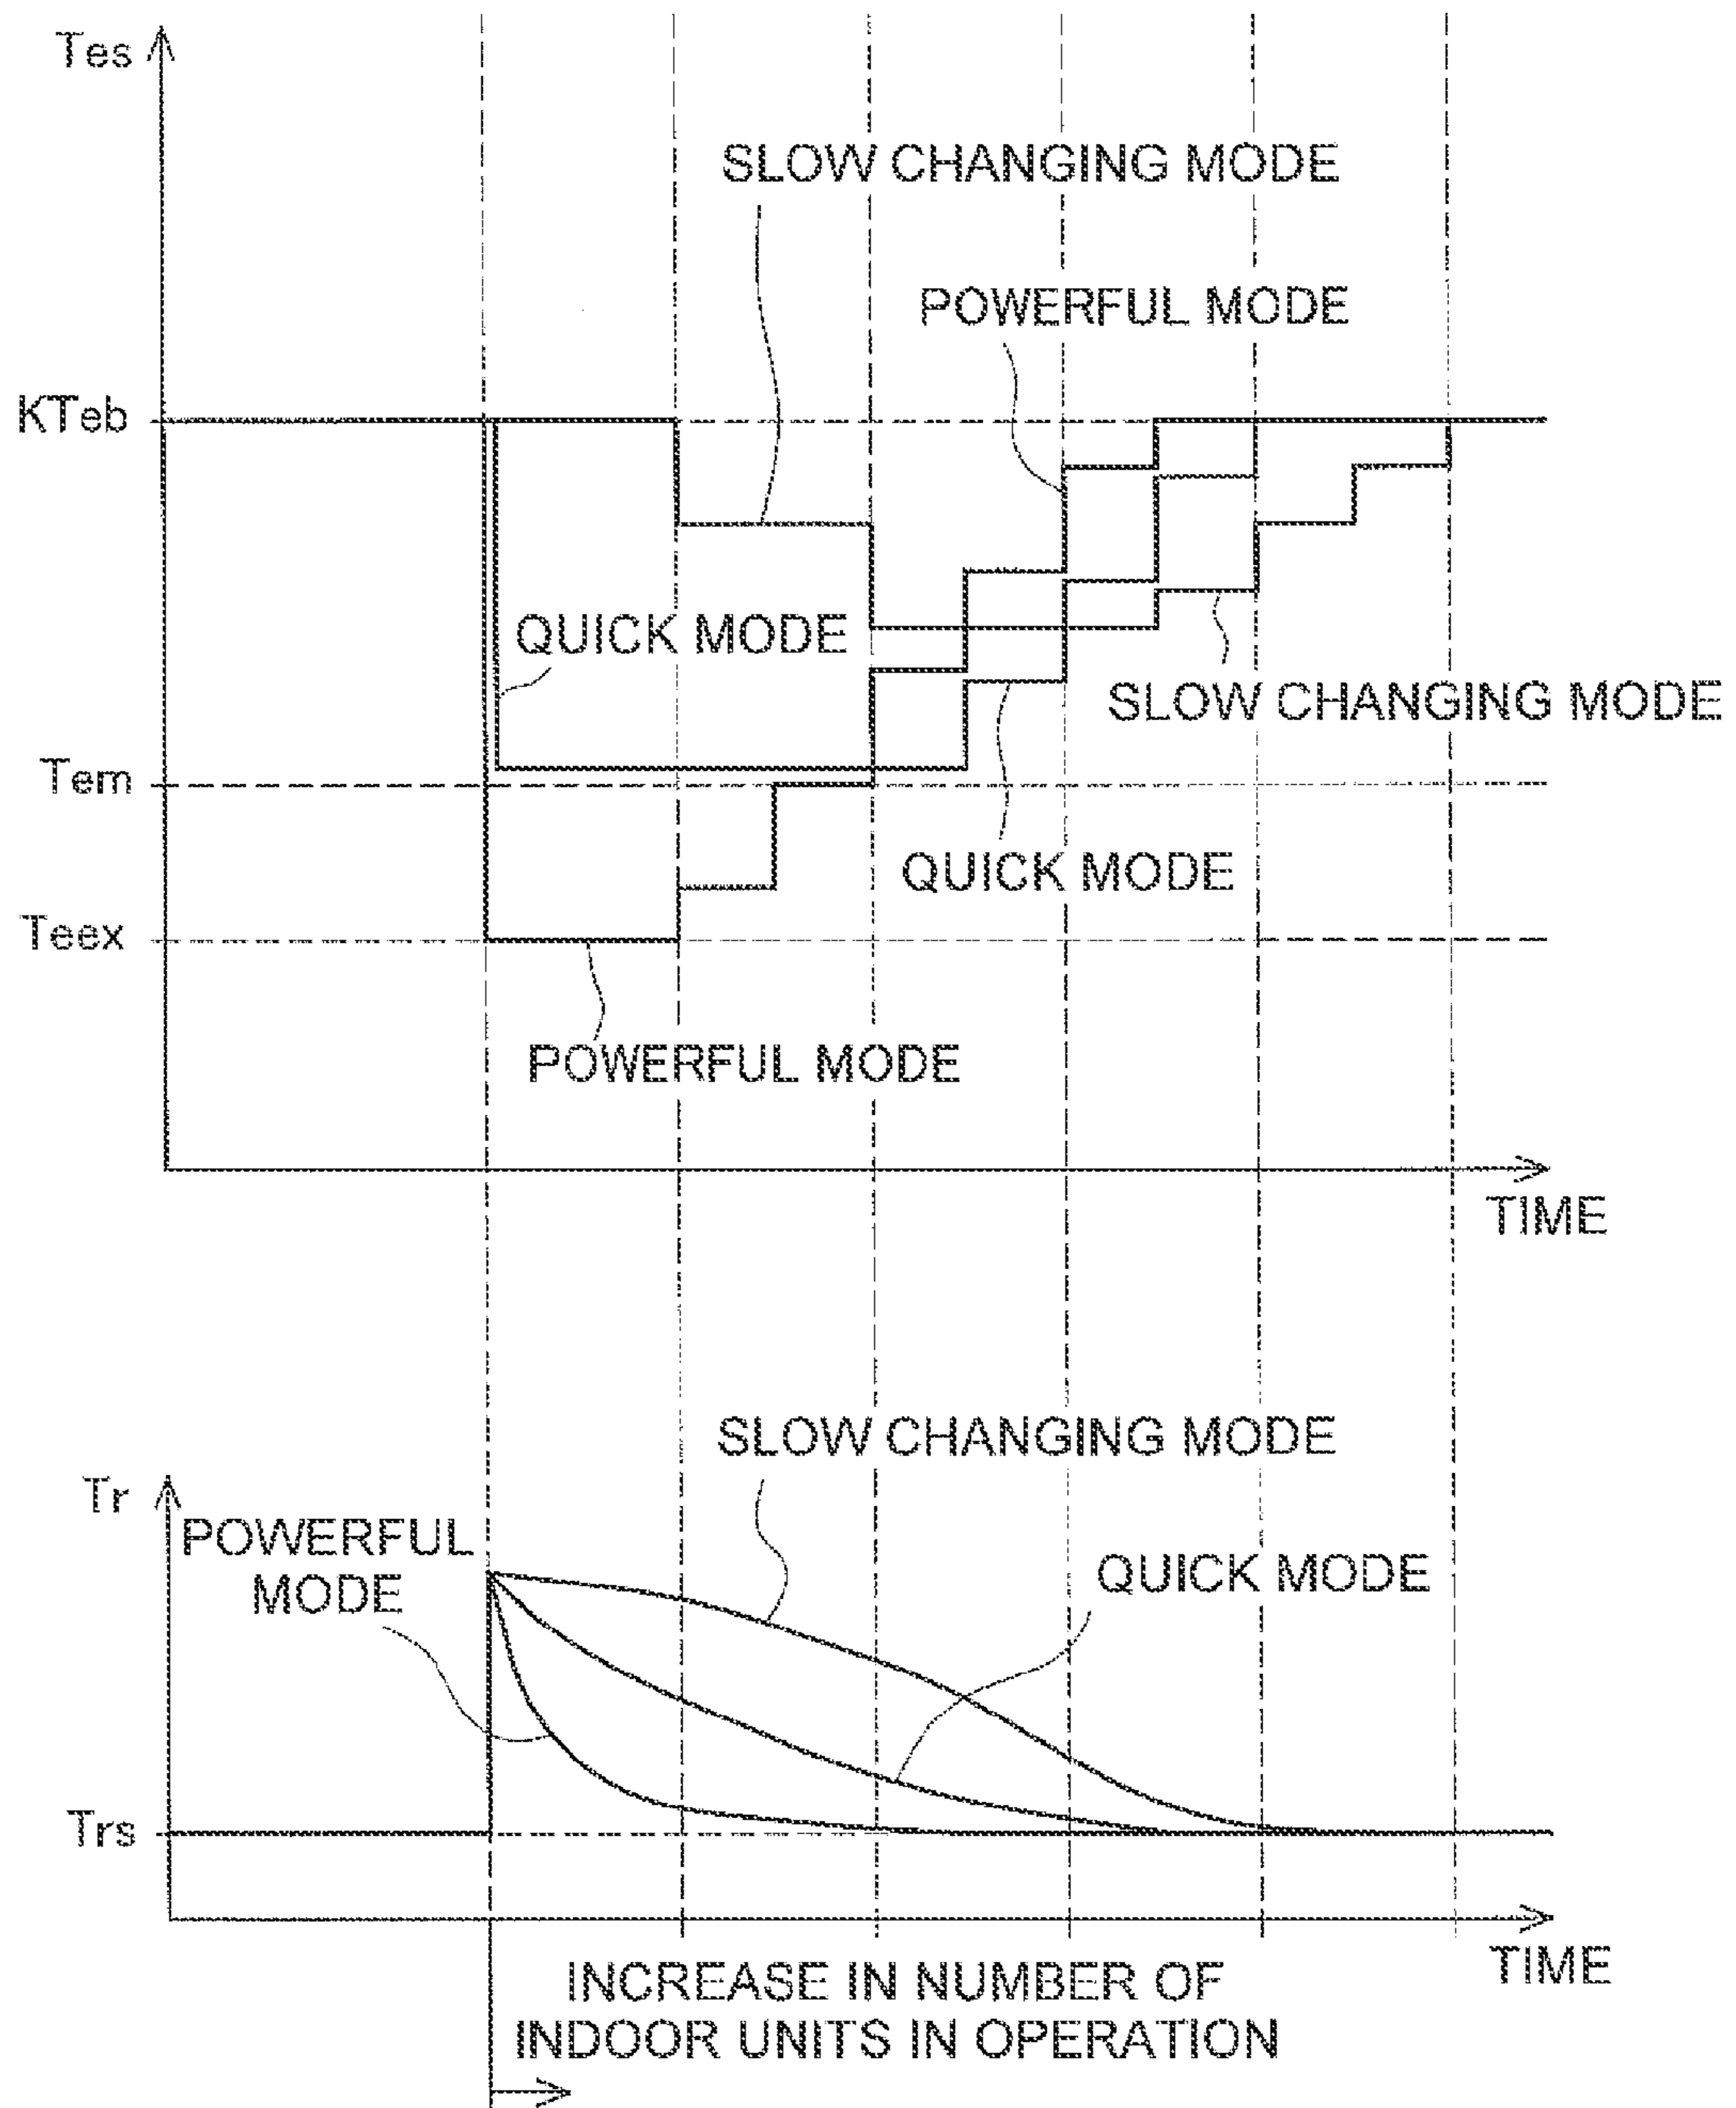 Tes
SLOW CHANGING MODE
POWERFUL MODE
KTeb
QUICK MODE
SLOW CHANGING MODE
Tem
QUICK MODE
Teex
POWERFUL MODE
TIME
SLOW CHANGING MODE
Tr
POWERFUL
MODE
QUICK MODE
Trs
TIME
INCREASE IN NUMBER OF
INDOOR UNITS IN OPERATION